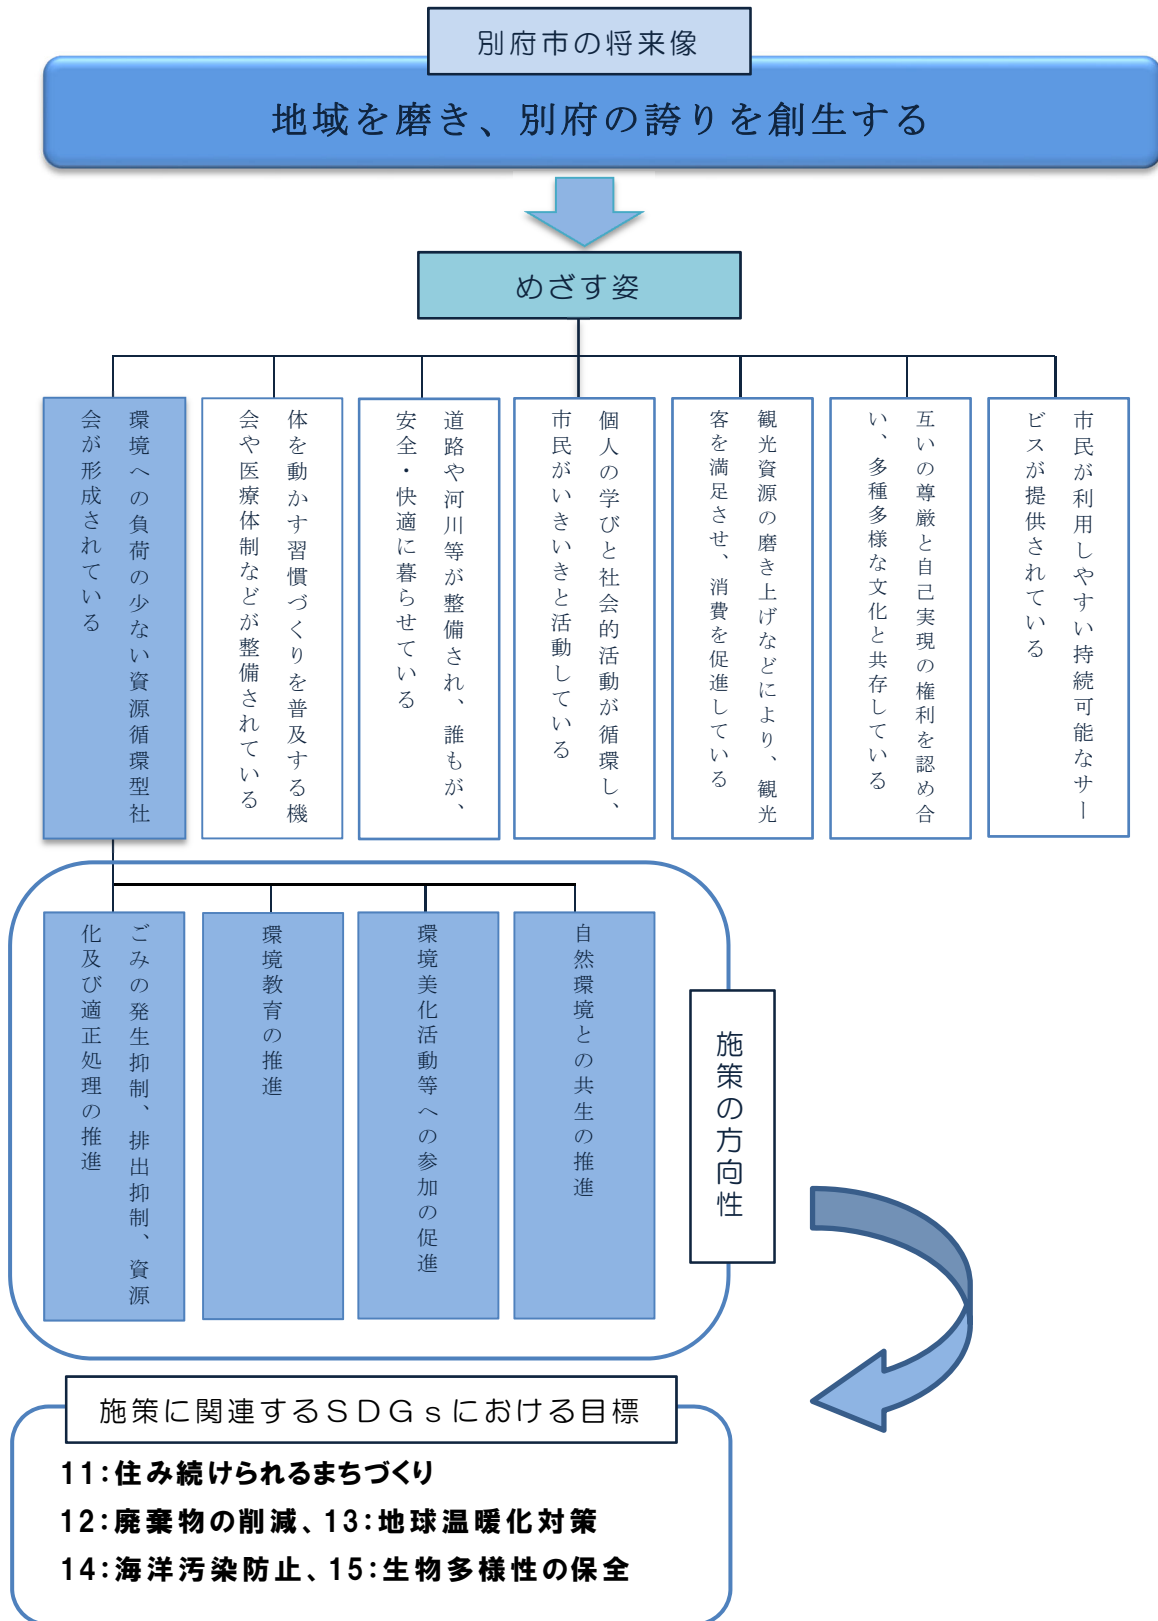 別府市の将来像
地域を磨き、別府の誇りを創生する
めざす姿
環境への負荷の少ない資源循環型社
会が形成されている
体を動かす習慣づくりを普及する機
会や医療体制などが整備されている
道路や河川等が整備され、誰もが、
安全・快適に暮らせている
個人の学びと社会的活動が循環し、
市民がいきいきと活動している
観光資源の磨き上げなどにより、観光
客を満足させ、消費を促進している
互いの尊厳と自己実現の権利を認め合
い、多種多様な文化と共存している
市民が利用しやすい持続可能なサー
ビスが提供されている
ごみの発生抑制、排出抑制、資源
化及び適正処理の推進
環境教育の推進
環境美化活動等への参加の促進
自然環境との共生の推進
施策の方向性
施策に関連するSDGsにおける目標
11：住み続けられるまちづくり
12：廃棄物の削減、13：地球温暖化対策
14：海洋汚染防止、15：生物多様性の保全